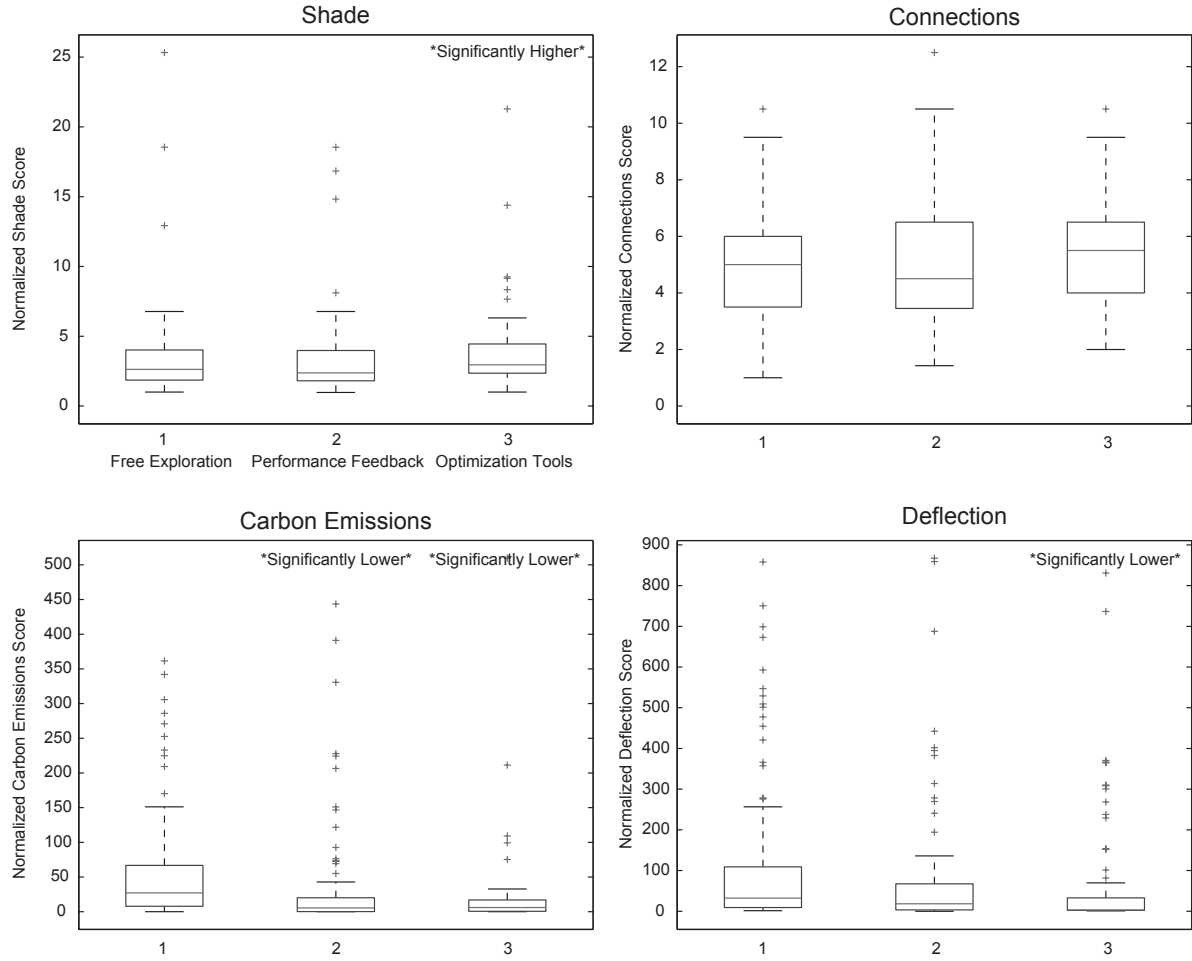 Shade
*Significantly Higher*
Normalized Shade Score
25
20
15
10
5
0
1 2 3
Free Exploration Performance Feedback Optimization Tools
Connections
Normalized Connections Score
12
10
8
6
4
2
0
1 2 3
Carbon Emissions
*Significantly Lower* *Significantly Lower*
Normalized Carbon Emissions Score
500
450
400
350
300
250
200
150
100
50
0
1 2 3
Deflection
*Significantly Lower*
Normalized Deflection Score
900
800
700
600
500
400
300
200
100
0
1 2 3